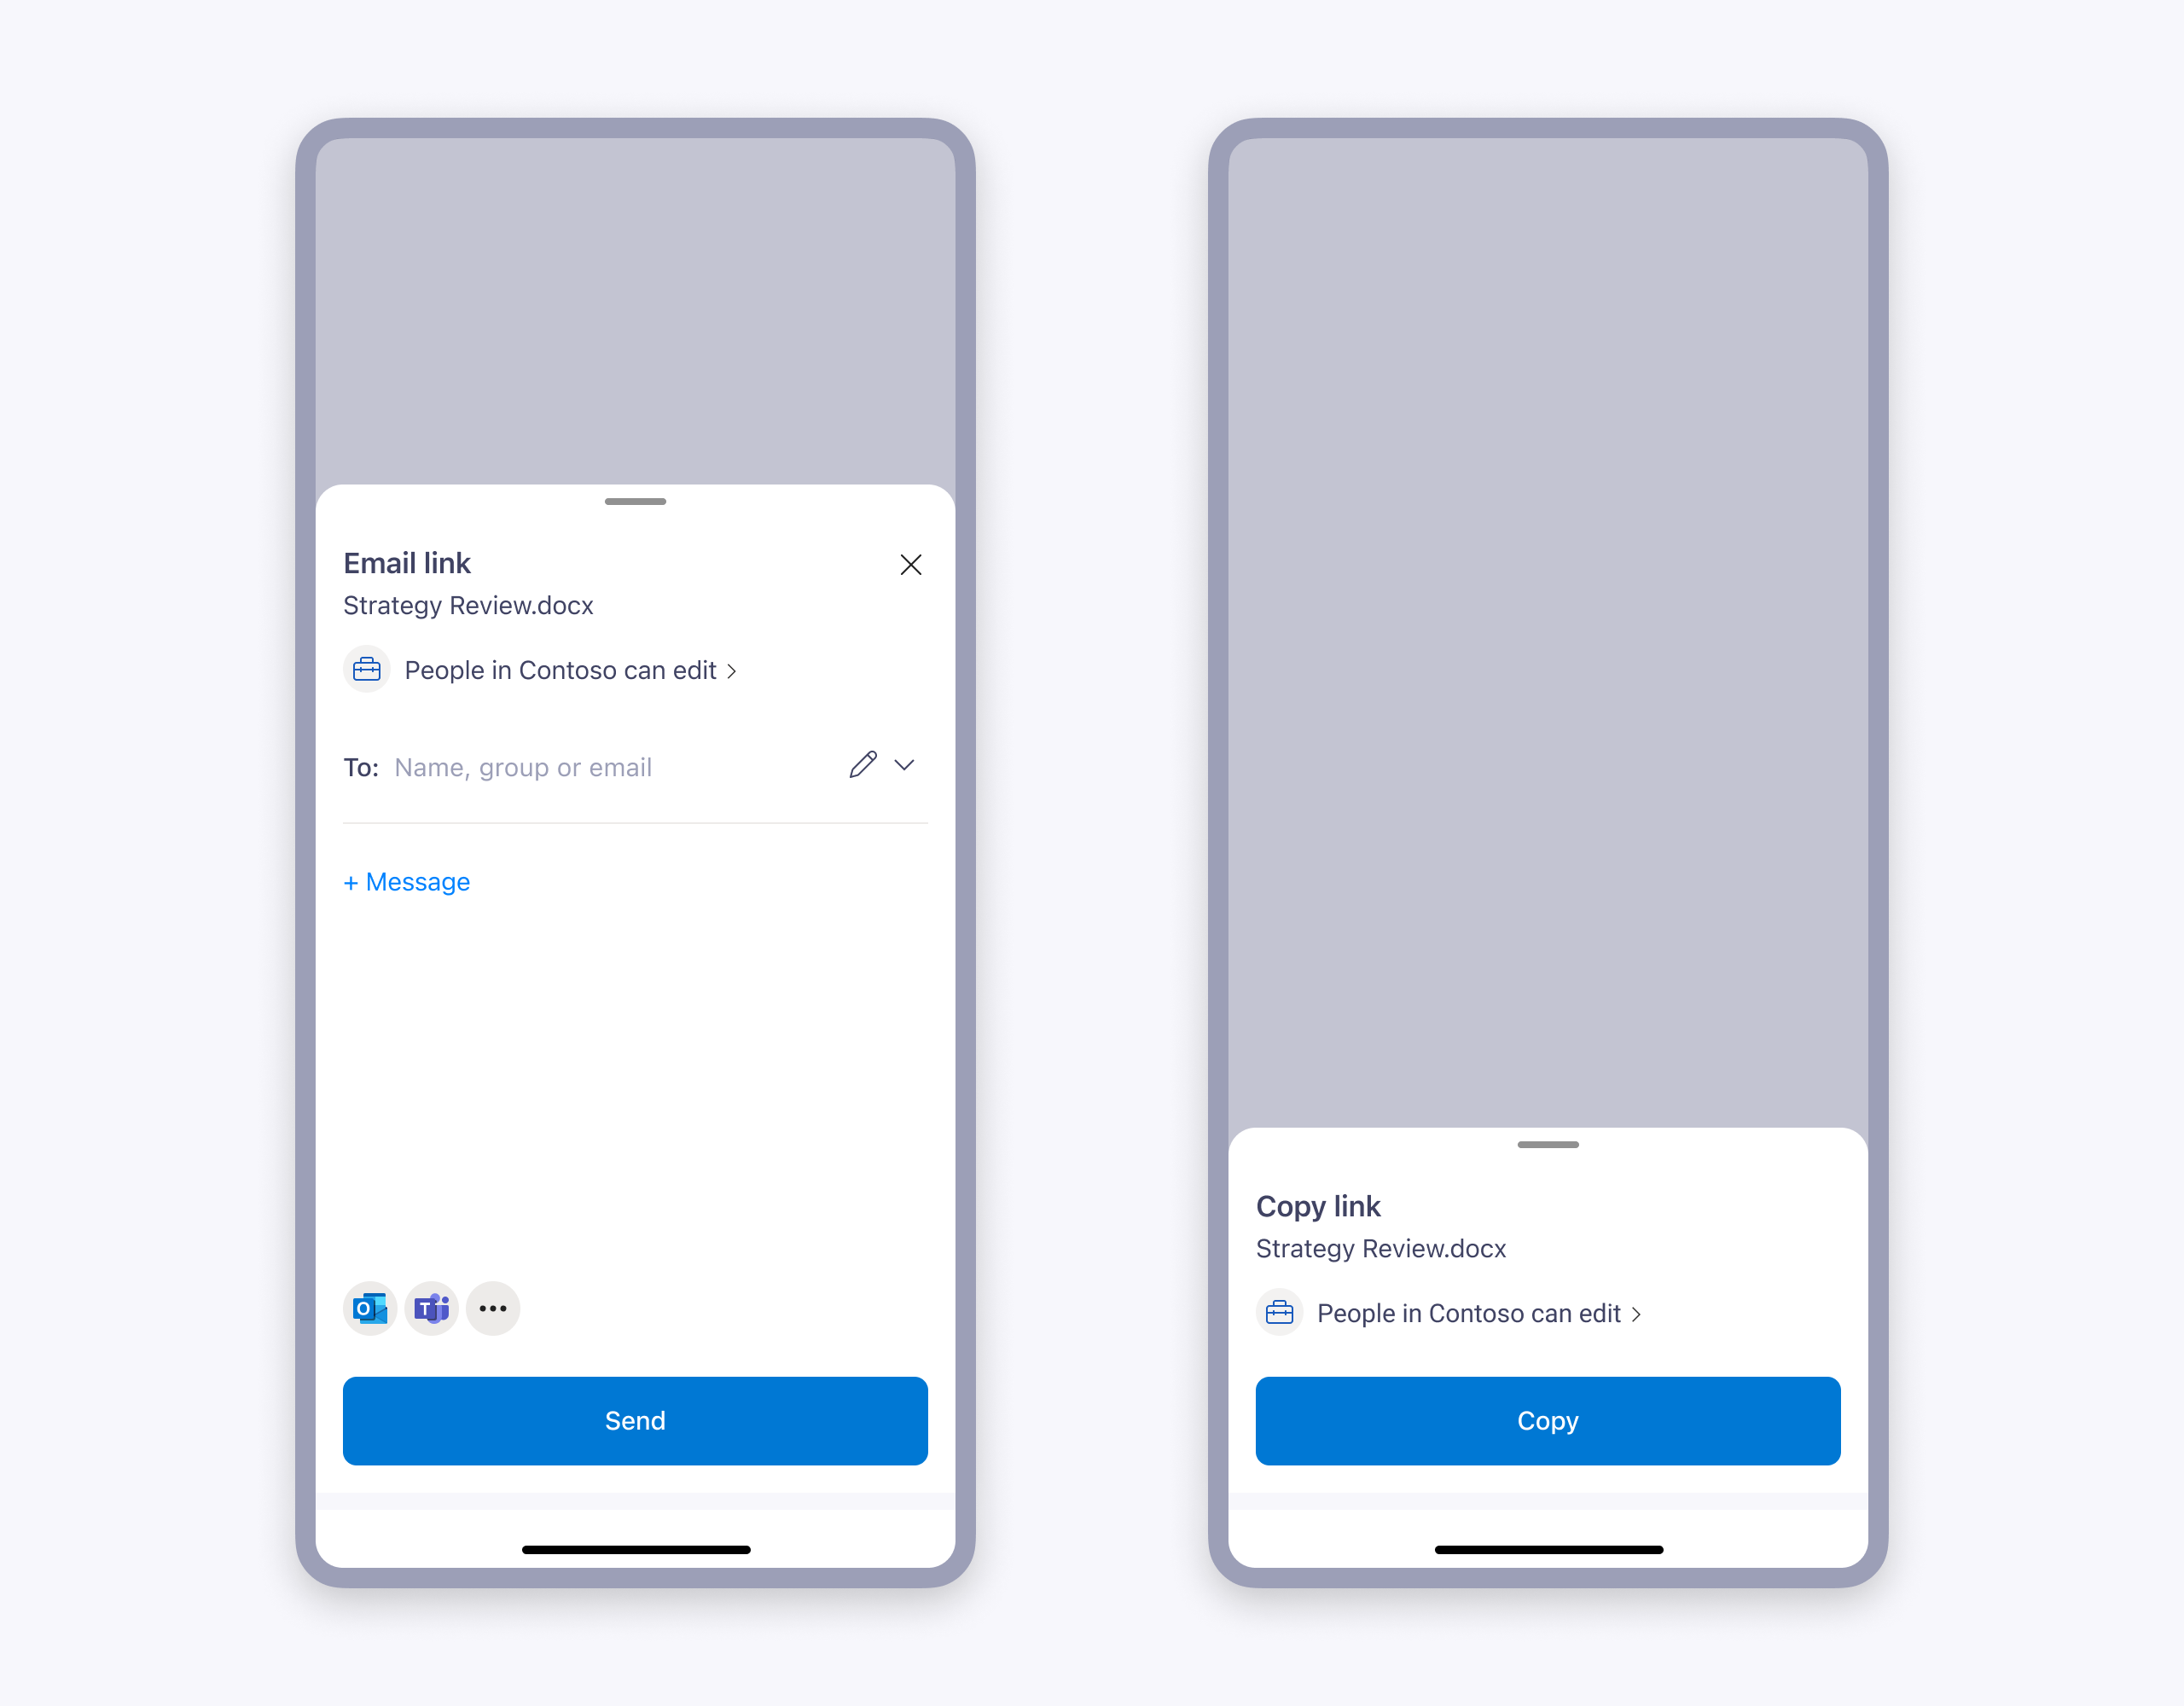 Email link
Strategy Review.docx
People in Contoso can edit
To: Name, group or email
+ Message
O
T
Send
Copy link
Strategy Review.docx
People in Contoso can edit
Copy